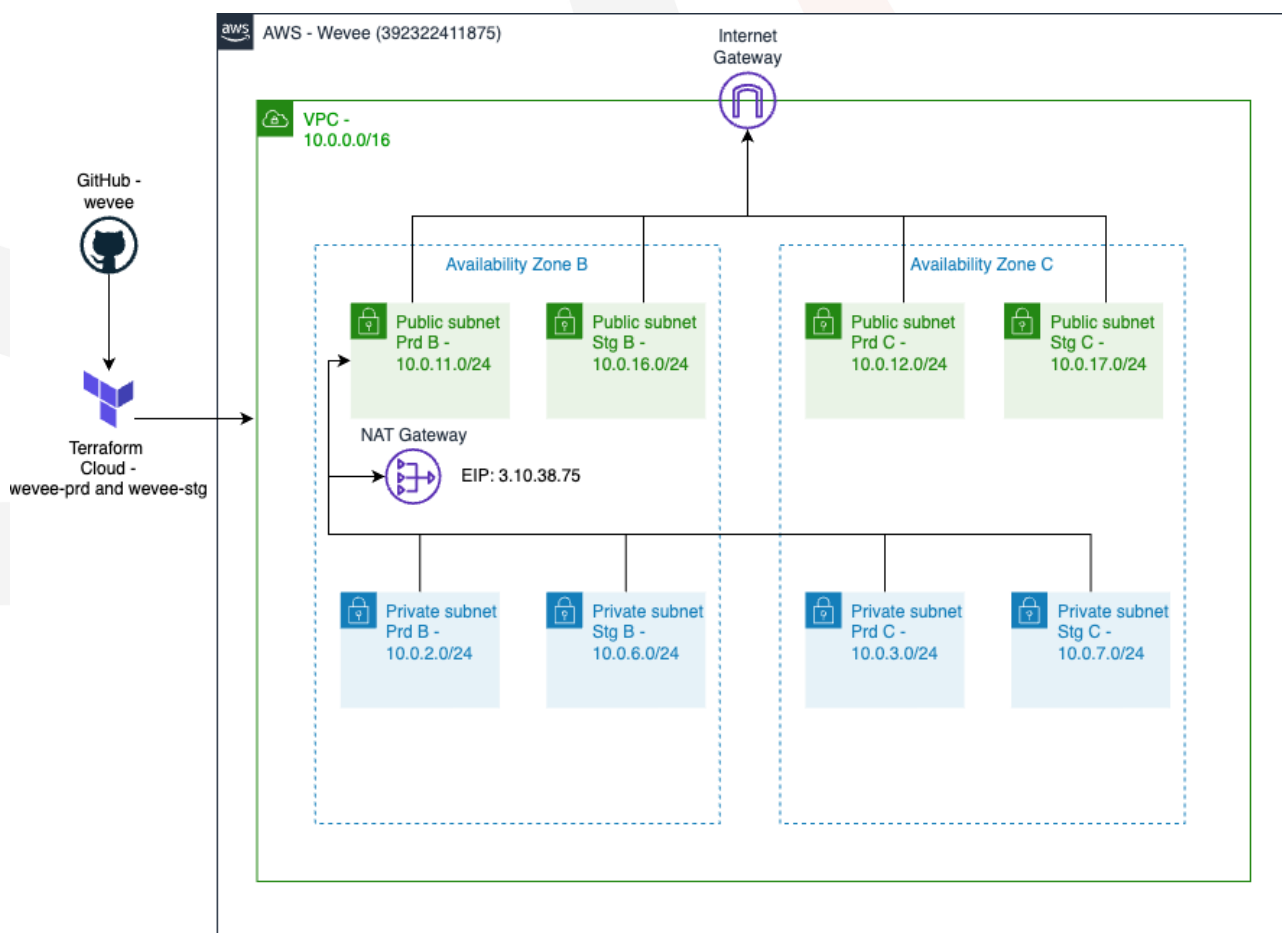 aws
AWS - Wevee (392322411875)
Internet
Gateway
VPC -
10.0.0.0/16
GitHub -
wevee
Terraform
Cloud -
wevee-prd and wevee-stg
Availability Zone B
Availability Zone C
Public subnet
Prd B -
10.0.11.0/24
Public subnet
Stg B -
10.0.16.0/24
Public subnet
Prd C -
10.0.12.0/24
Public subnet
Stg C -
10.0.17.0/24
NAT Gateway
EIP: 3.10.38.75
Private subnet
Prd B -
10.0.2.0/24
Private subnet
Stg B -
10.0.6.0/24
Private subnet
Prd C -
10.0.3.0/24
Private subnet
Stg C -
10.0.7.0/24